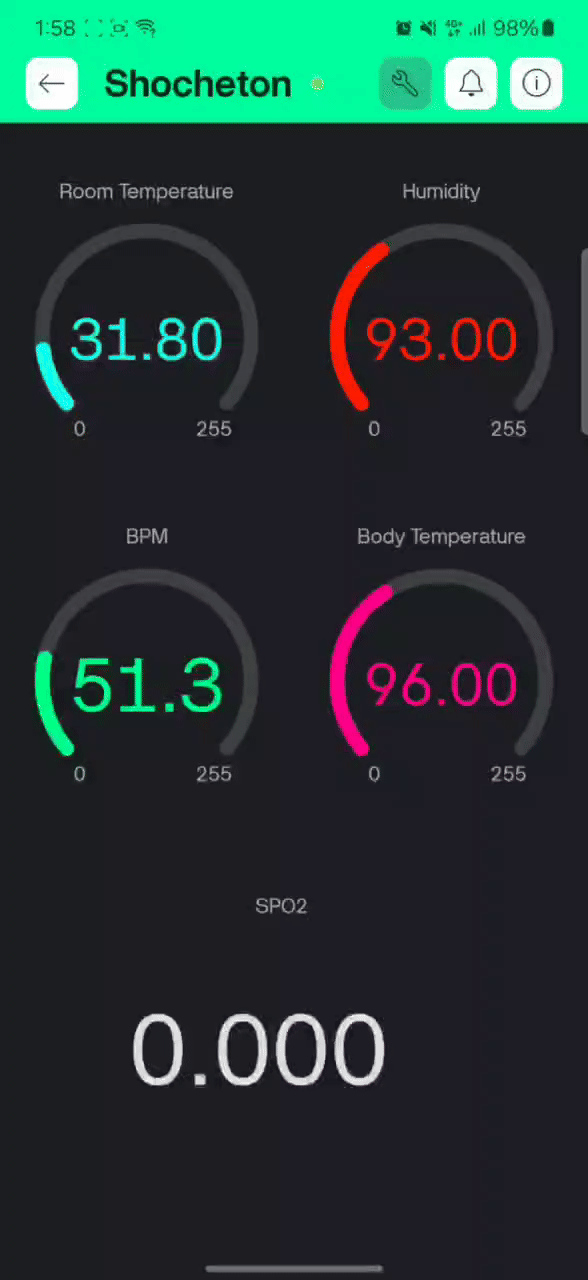 1:58 98%
Shocheton
Room Temperature Humidity
31.80 93.00
0 255 0 255
BPM Body Temperature
51.3 96.00
0 255 0 255
SPO2
0.000